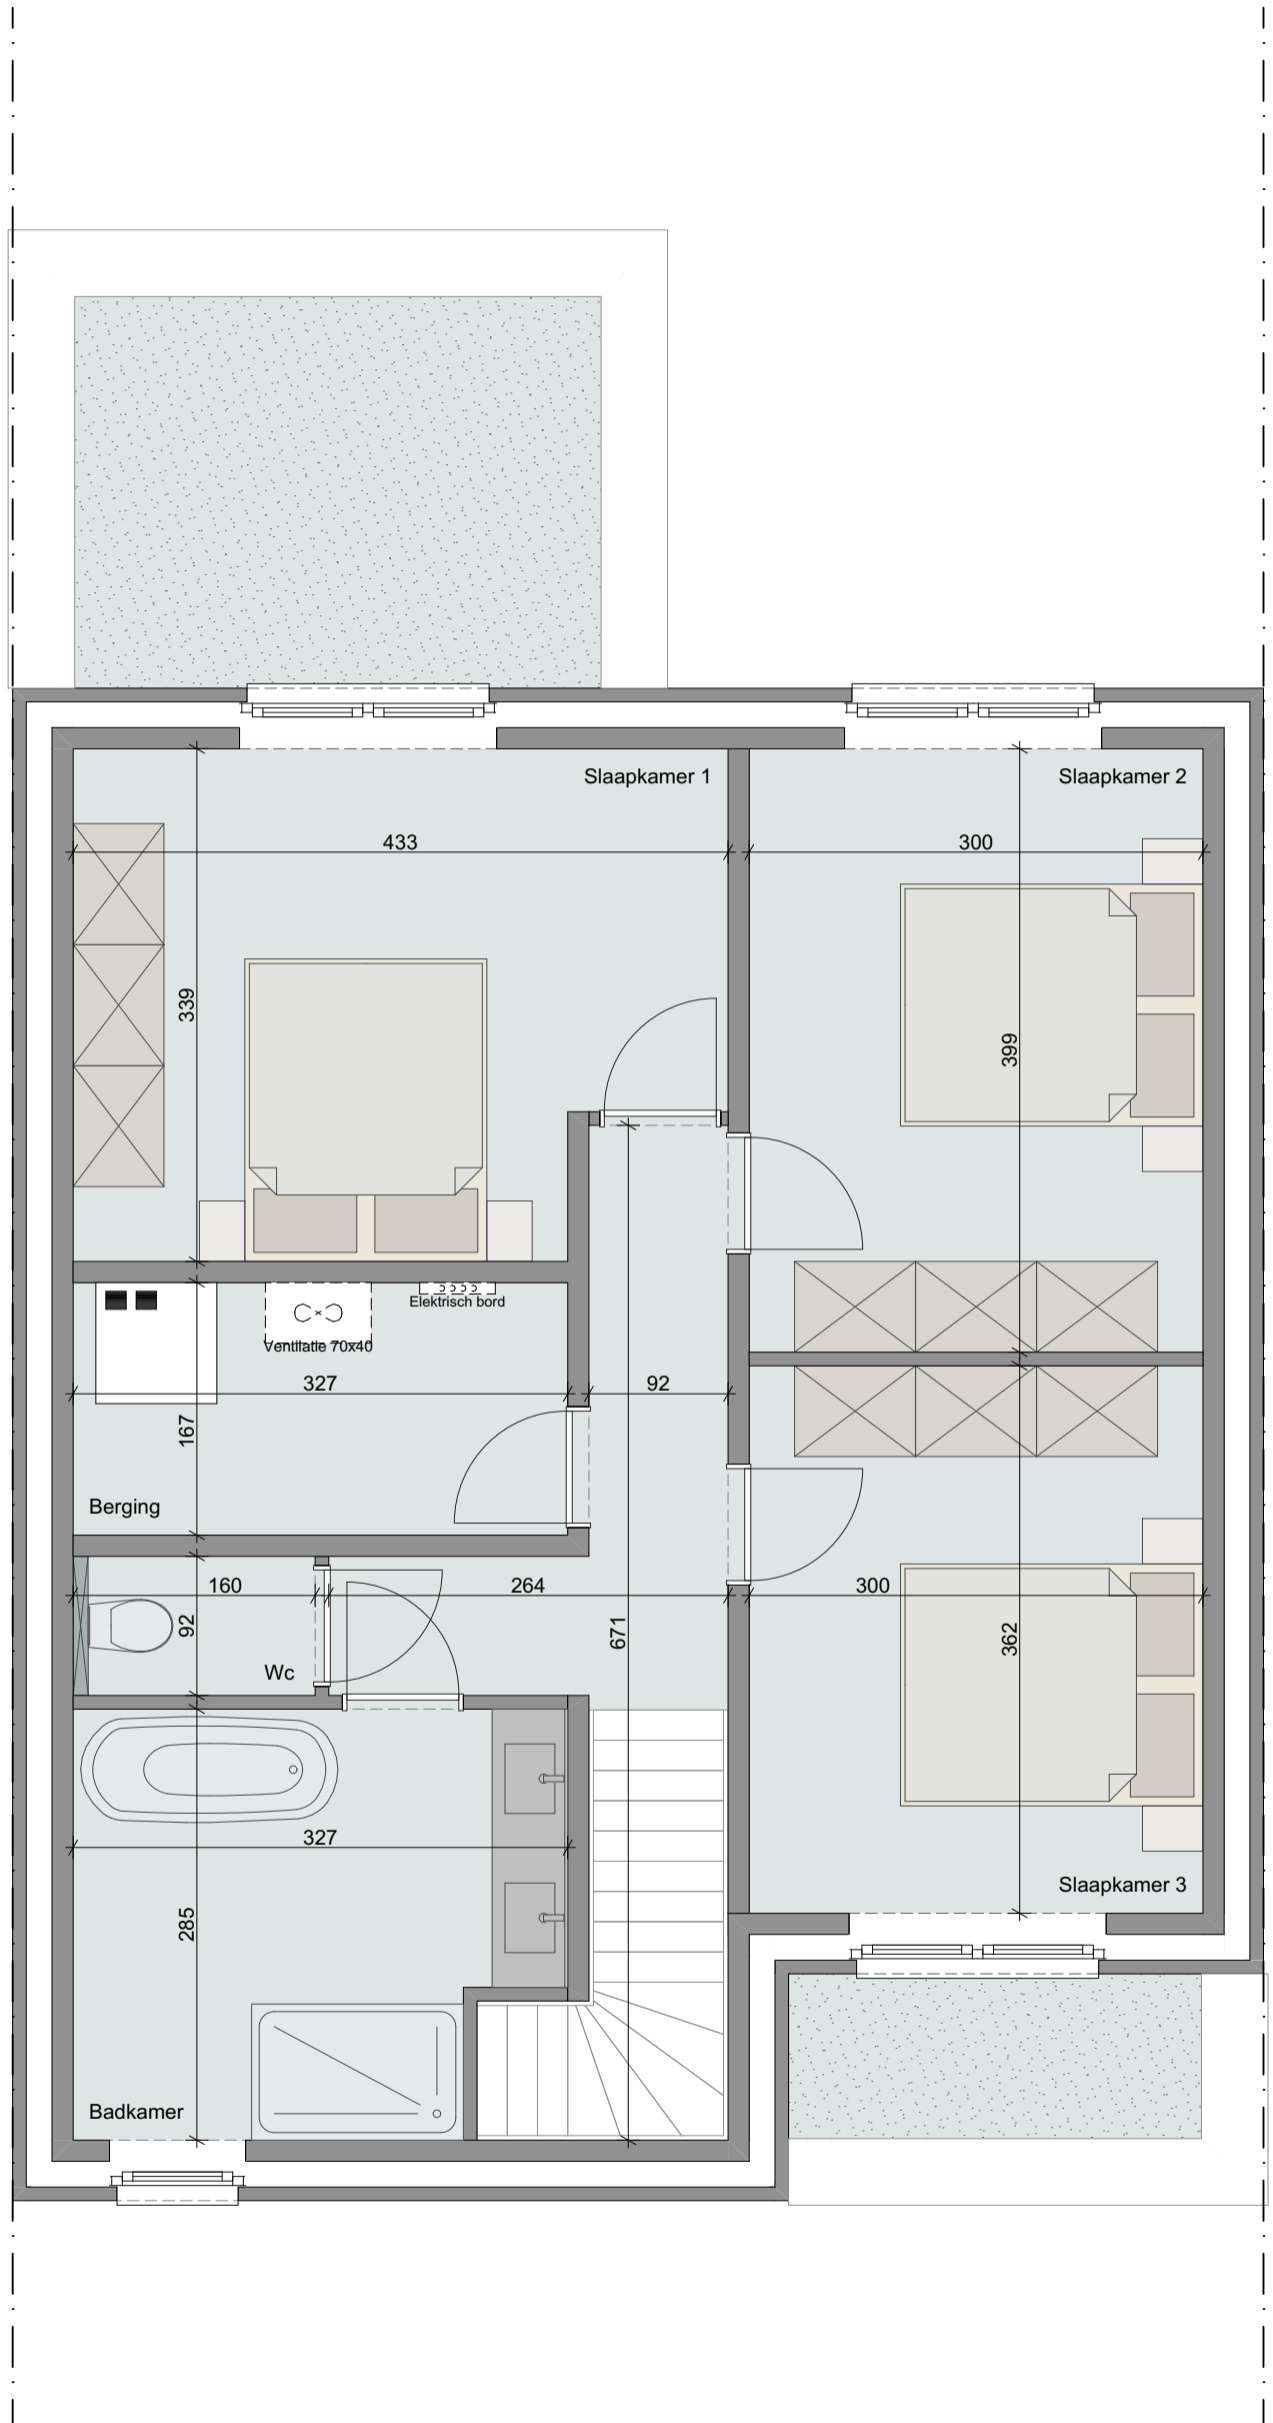 Slaapkamer 1
Slaapkamer 2
433
300
339
399
Elektrisch bord
Ventilatie 70x40
327
92
167
Berging
160
264
300
92
671
362
Wc
327
Slaapkamer 3
285
Badkamer